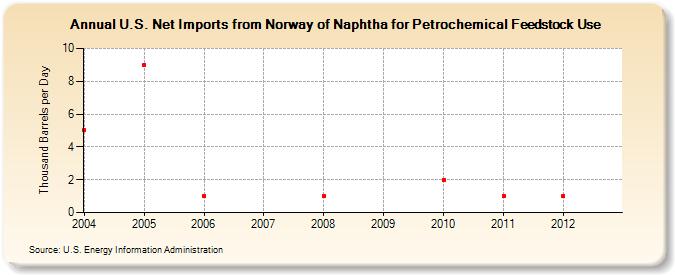 Annual U.S. Net Imports from Norway of Naphtha for Petrochemical Feedstock Use
Thousand Barrels per Day
10
8
6
4
2
0
2004 2005 2006 2007 2008 2009 2010 2011 2012
Source: U.S. Energy Information Administration